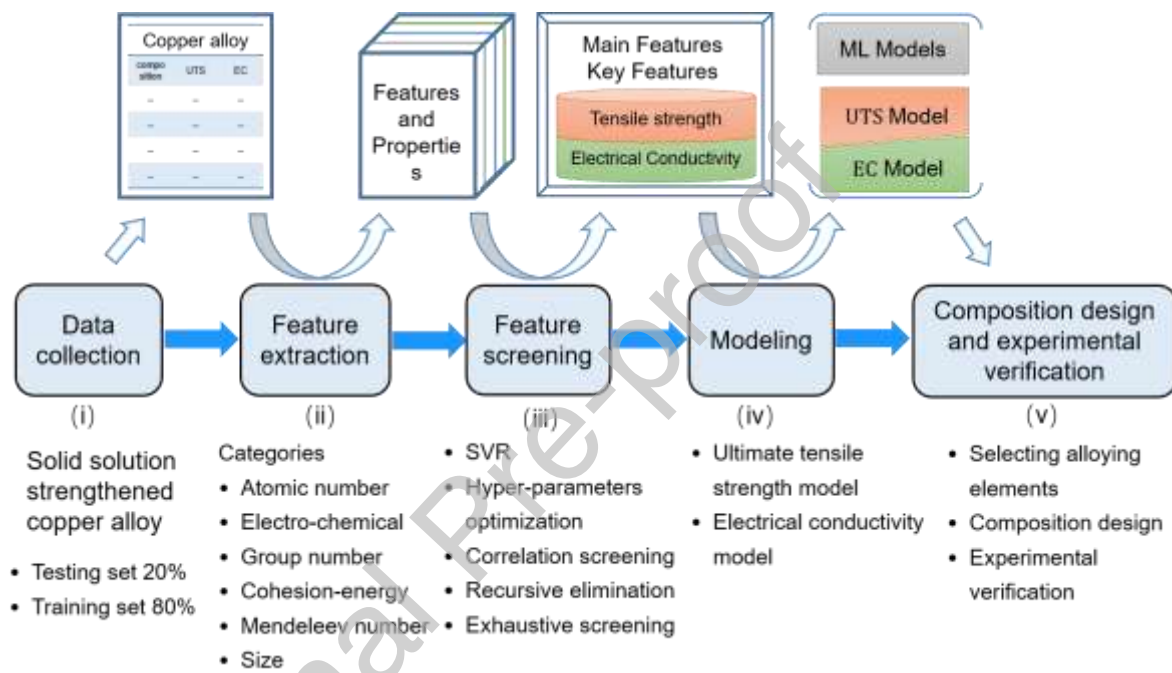 Copper alloy
compo
sition
UTS
EC
–
–
–
–
–
–
–
–
–
–
–
–
Features
and
Propertie
s
Main Features
Key Features
Tensile strength
Electrical Conductivity
ML Models
UTS Model
EC Model
Data
collection
Feature
extraction
Feature
screening
Modeling
Composition design
and experimental
verification
(i)
Solid solution
strengthened
copper alloy
• Testing set 20%
• Training set 80%
(ii)
Categories
• Atomic number
• Electro-chemical
• Group number
• Cohesion-energy
• Mendeleev number
• Size
(iii)
• SVR
• Hyper-parameters
optimization
• Correlation screening
• Recursive elimination
• Exhaustive screening
(iv)
• Ultimate tensile
strength model
• Electrical conductivity
model
(v)
• Selecting alloying
elements
• Composition design
• Experimental
verification
nal Pre-proof